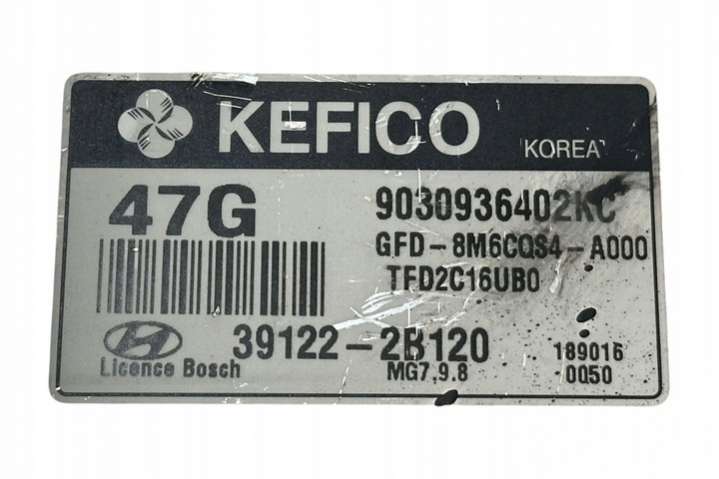 KEFICO KOREA
47G 9030936402KC
GFD-8M6CQS4-A000
TFD2C16UB0
39122-2B120 189016
Licence Bosch MG7,9.8 0050